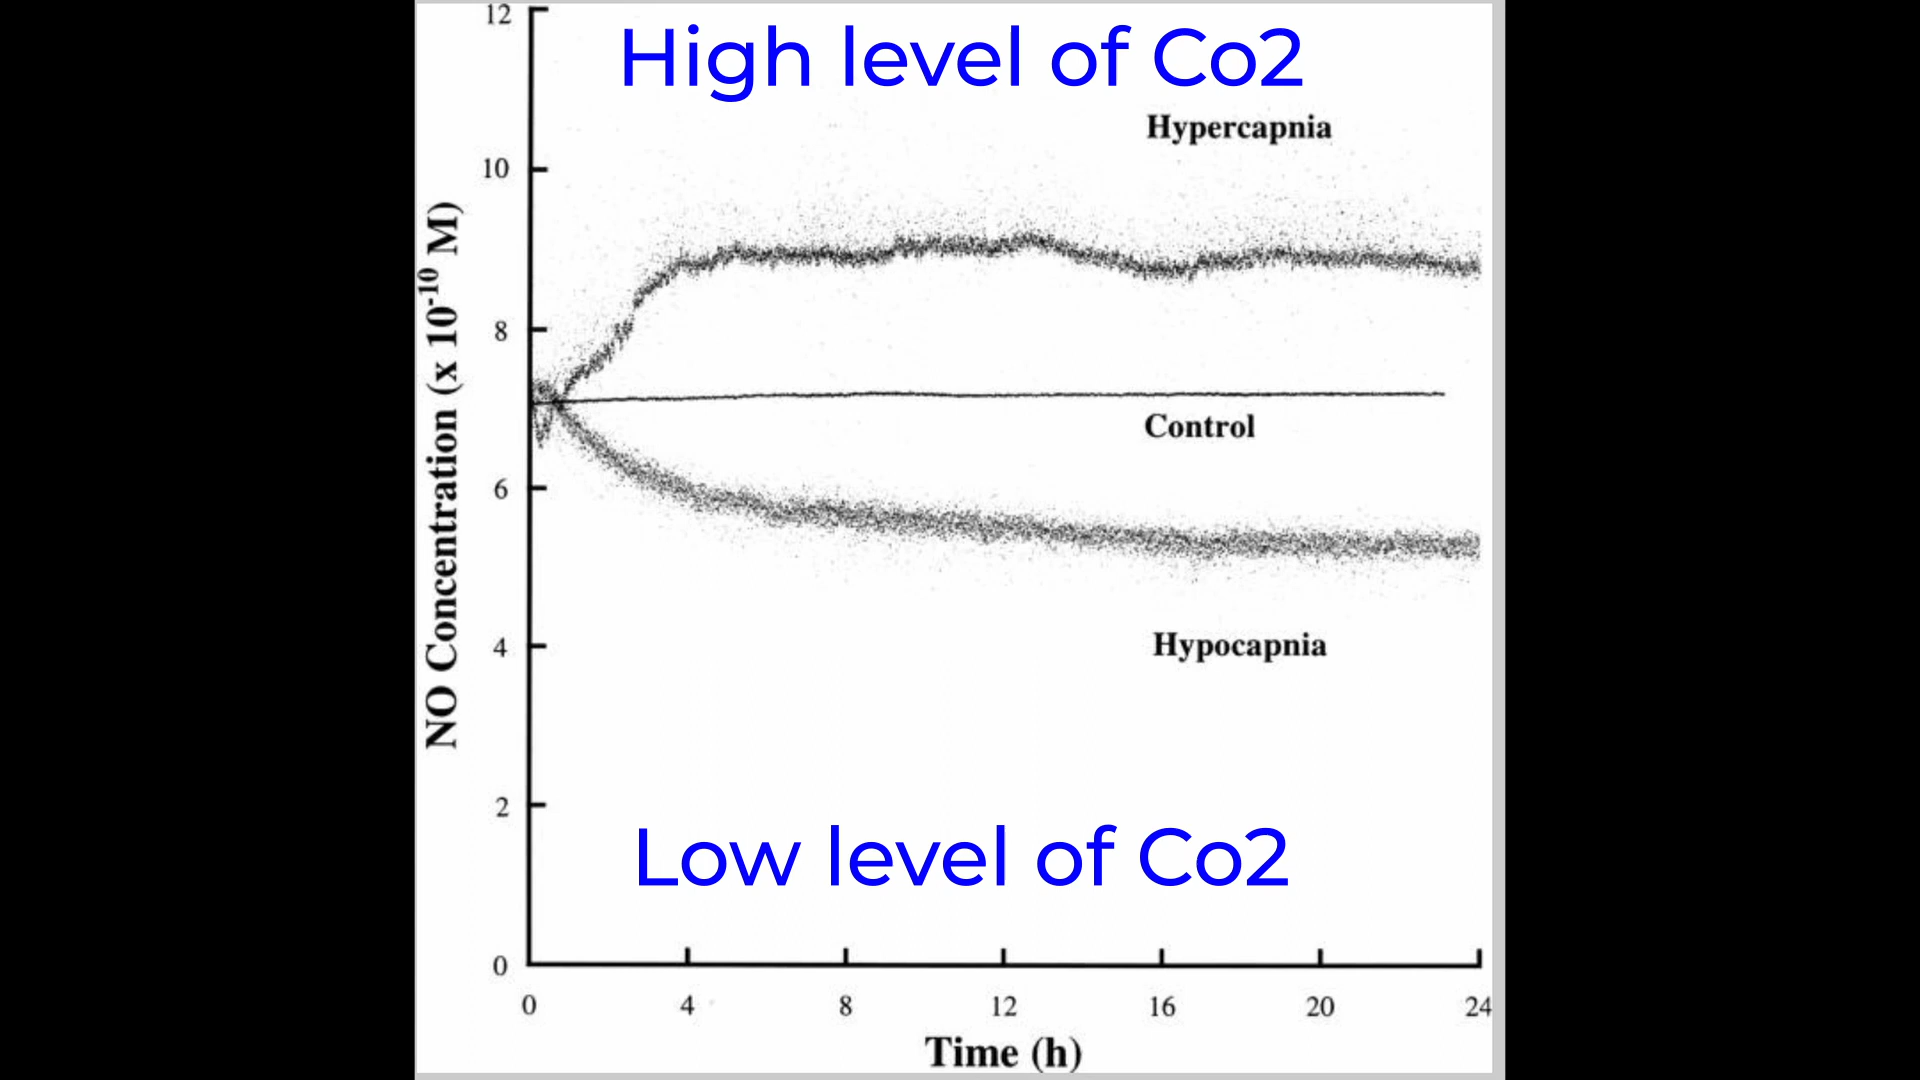 High level of Co2
Hypercapnia
Control
Hypocapnia
Low level of Co2
NO Concentration (x 10⁻¹⁰ M)
12
10
8
6
4
2
0
0 4 8 12 16 20 24
Time (h)